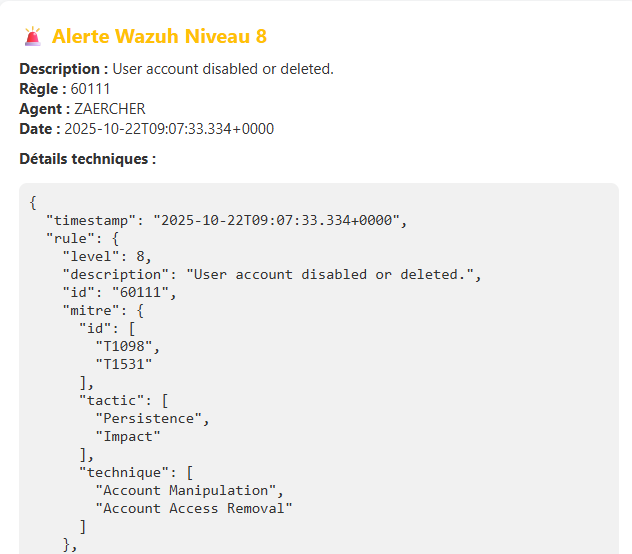 Alerte Wazuh Niveau 8
Description : User account disabled or deleted.
Règle : 60111
Agent : ZAERCHER
Date : 2025-10-22T09:07:33.334+0000
Détails techniques :
{
  "timestamp": "2025-10-22T09:07:33.334+0000",
  "rule": {
    "level": 8,
    "description": "User account disabled or deleted.",
    "id": "60111",
    "mitre": {
      "id": [
        "T1098",
        "T1531"
      ],
      "tactic": [
        "Persistence",
        "Impact"
      ],
      "technique": [
        "Account Manipulation",
        "Account Access Removal"
      ]
    },